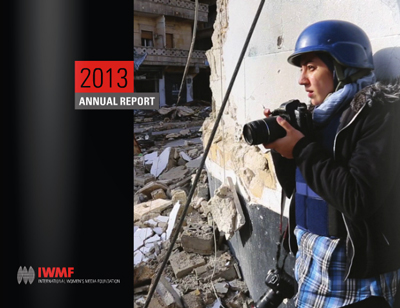 2013
ANNUAL REPORT
IWMF
INTERNATIONAL WOMEN'S MEDIA FOUNDATION